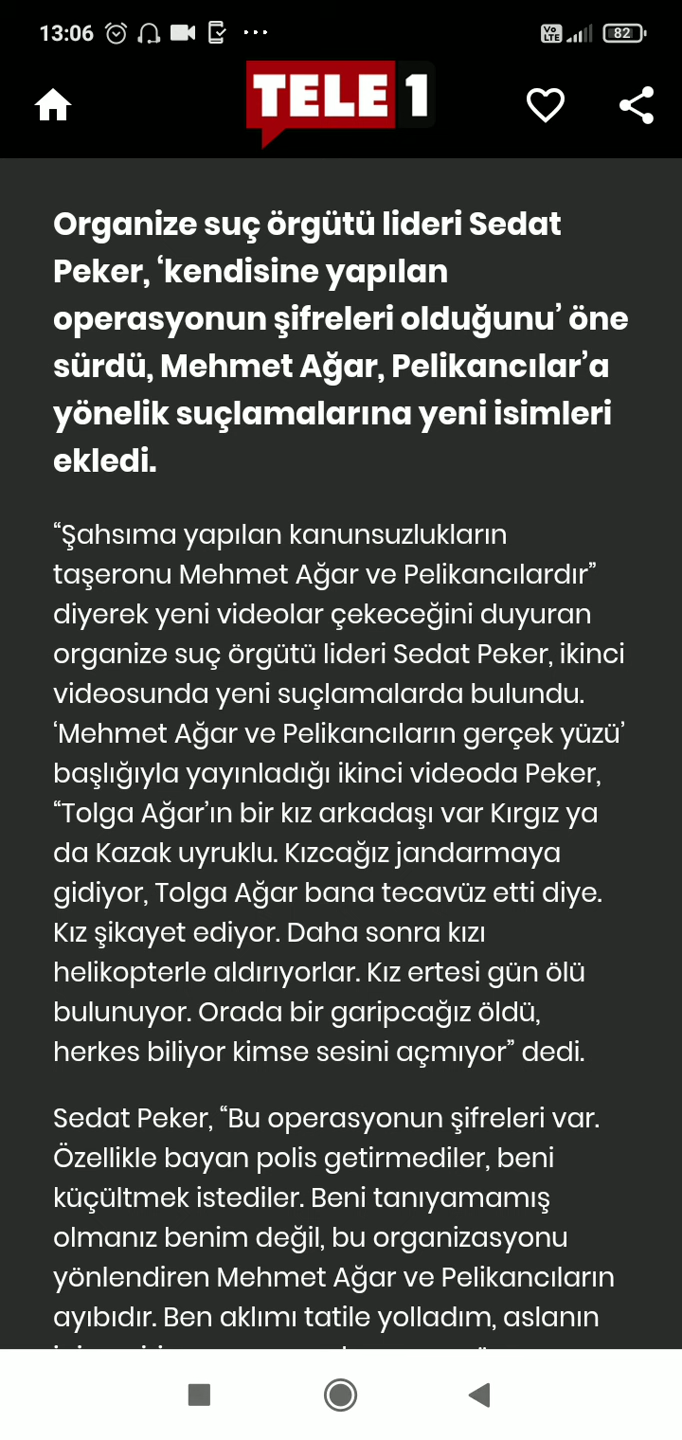 13:06
Vo LTE
82
TELE 1
Organize suç örgütü lideri Sedat
Peker, ‘kendisine yapılan
operasyonun şifreleri olduğunu’ öne
sürdü, Mehmet Ağar, Pelikancılar’a
yönelik suçlamalarına yeni isimleri
ekledi.
“Şahsıma yapılan kanunsuzlukların
taşeronu Mehmet Ağar ve Pelikancılardır”
diyerek yeni videolar çekeceğini duyuran
organize suç örgütü lideri Sedat Peker, ikinci
videosunda yeni suçlamalarda bulundu.
‘Mehmet Ağar ve Pelikancıların gerçek yüzü’
başlığıyla yayınladığı ikinci videoda Peker,
“Tolga Ağar’ın bir kız arkadaşı var Kırgız ya
da Kazak uyruklu. Kızcağız jandarmaya
gidiyor, Tolga Ağar bana tecavüz etti diye.
Kız şikayet ediyor. Daha sonra kızı
helikopterle aldırıyorlar. Kız ertesi gün ölü
bulunuyor. Orada bir garipcağız öldü,
herkes biliyor kimse sesini açmıyor” dedi.
Sedat Peker, “Bu operasyonun şifreleri var.
Özellikle bayan polis getirmediler, beni
küçültmek istediler. Beni tanıyamamış
olmanız benim değil, bu organizasyonu
yönlendiren Mehmet Ağar ve Pelikancıların
ayıbıdır. Ben aklımı tatile yolladım, aslanın